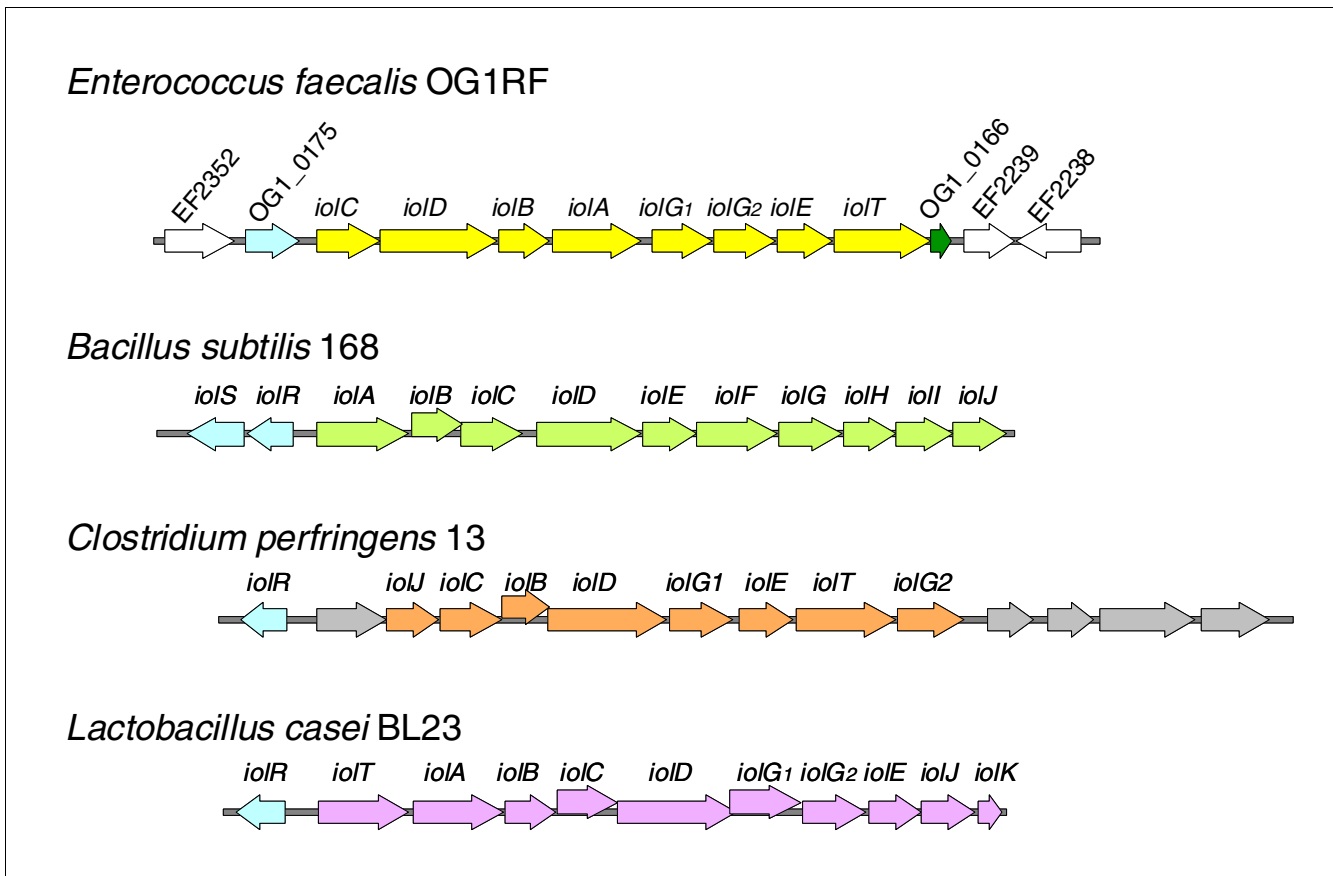 Enterococcus faecalis OG1RF
EF2352 OG1_0175 OG1_0166 EF2239 EF2238
iolC iolD iolB iolA iolG1 iolG2 iolE iolT
Bacillus subtilis 168
iolS iolR iolA iolB iolC iolD iolE iolF iolG iolH iolI iolJ
Clostridium perfringens 13
iolR iolJ iolC iolB iolD iolG1 iolE iolT iolG2
Lactobacillus casei BL23
iolR iolT iolA iolB iolC iolD iolG1 iolG2 iolE iolJ iolK